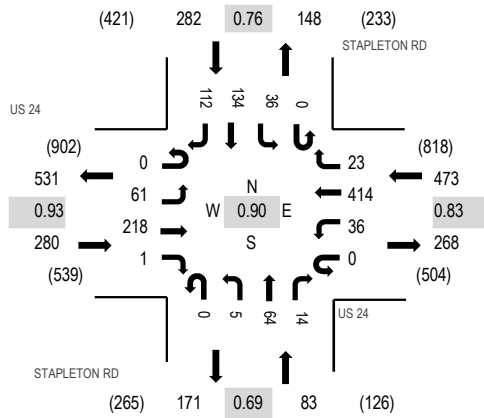 (421) 282 0.76 148 (233)
STAPLETON RD
US 24
112 134 36 0
(902) 0 23 (818)
531 61 414 473
N
0.93 W 0.90 E 0.83
218 36
S
280 1 0 268
(539) (504)
0 5 64 14
US 24
STAPLETON RD
(265) 171 0.69 83 (126)